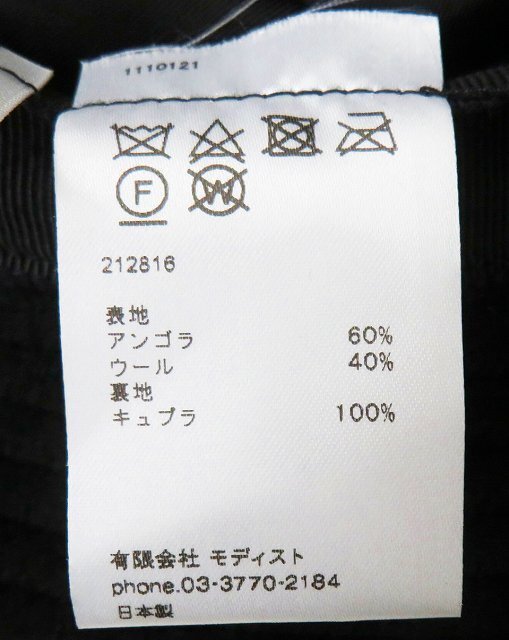 1110121
F W
212816
表地
アンゴラ 60%
ウール 40%
裏地
キュプラ 100%
有限会社 モディスト
phone.03-3770-2184
日本製